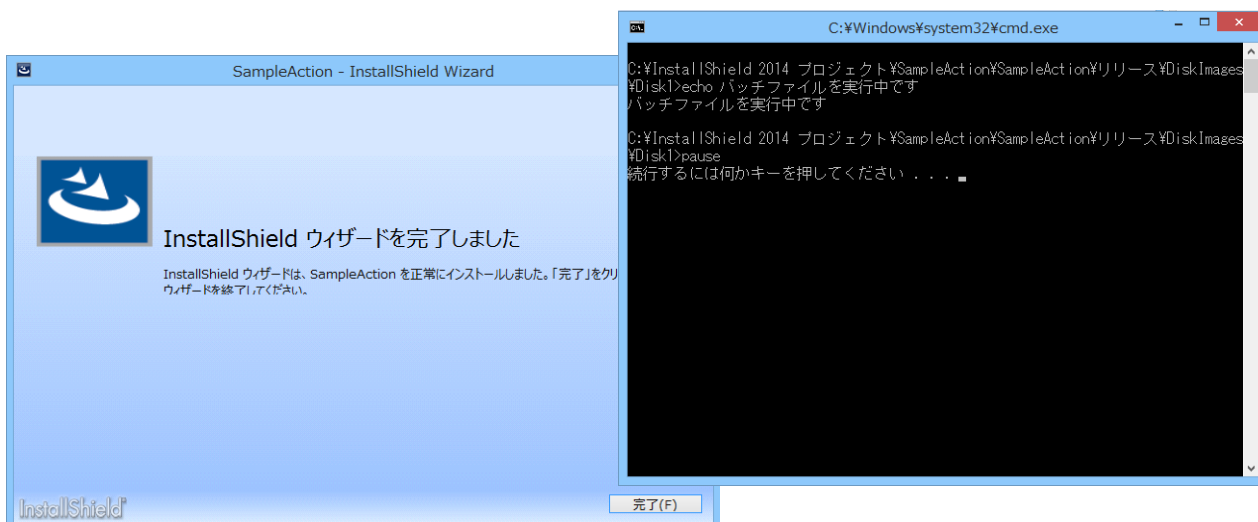 SampleAction - InstallShield Wizard
InstallShield ウィザードを完了しました
InstallShield ウィザードは、SampleAction を正常にインストールしました。「完了」をクリ
ウィザードを終了してください。
InstallShield
完了(F)
C:¥Windows¥system32¥cmd.exe
C:¥InstallShield 2014 プロジェクト¥SampleAction¥SampleAction¥リリース¥DiskImages
¥Disk1>echo バッチファイルを実行中です
バッチファイルを実行中です
C:¥InstallShield 2014 プロジェクト¥SampleAction¥SampleAction¥リリース¥DiskImages
¥Disk1>pause
続行するには何かキーを押してください . . .